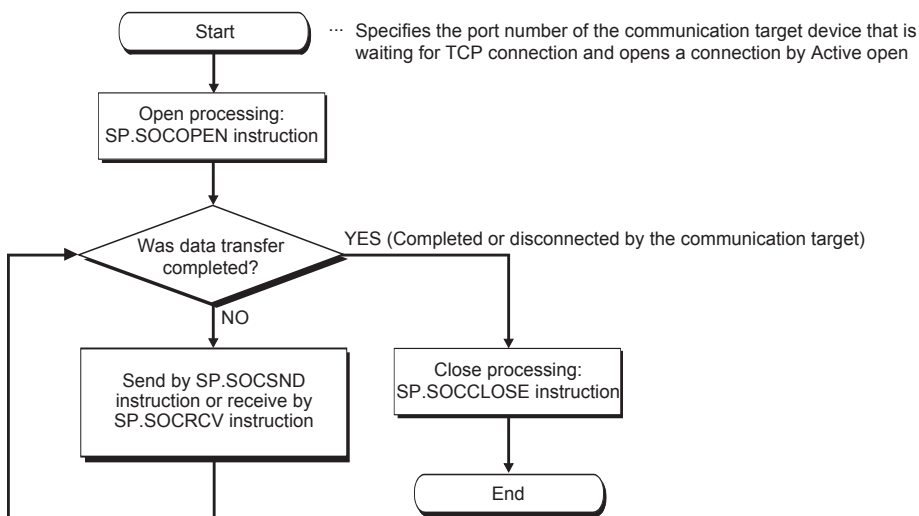 Start
··· Specifies the port number of the communication target device that is
waiting for TCP connection and opens a connection by Active open
Open processing:
SP.SOCOPEN instruction
Was data transfer
completed?
YES (Completed or disconnected by the communication target)
NO
Send by SP.SOCSND
instruction or receive by
SP.SOCRCV instruction
Close processing:
SP.SOCCLOSE instruction
End